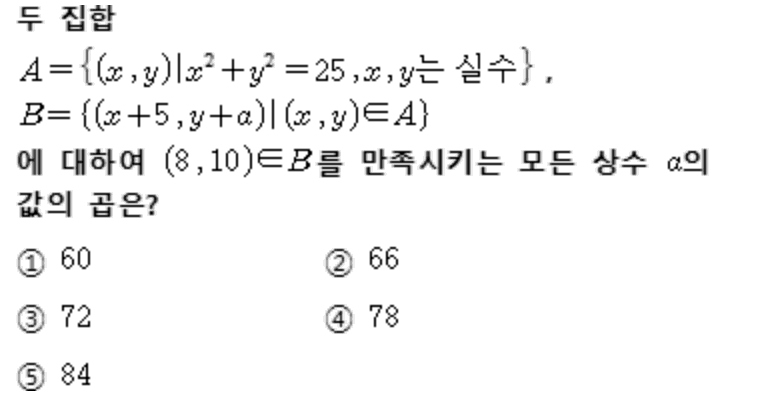 두 집합
A={(x,y)|x²+y²=25,x,y는 실수},
B={(x+5,y+a)|(x,y)∈A}
에 대하여 (8,10)∈B를 만족시키는 모든 상수 a의
값의 곱은?
① 60 ② 66
③ 72 ④ 78
⑤ 84